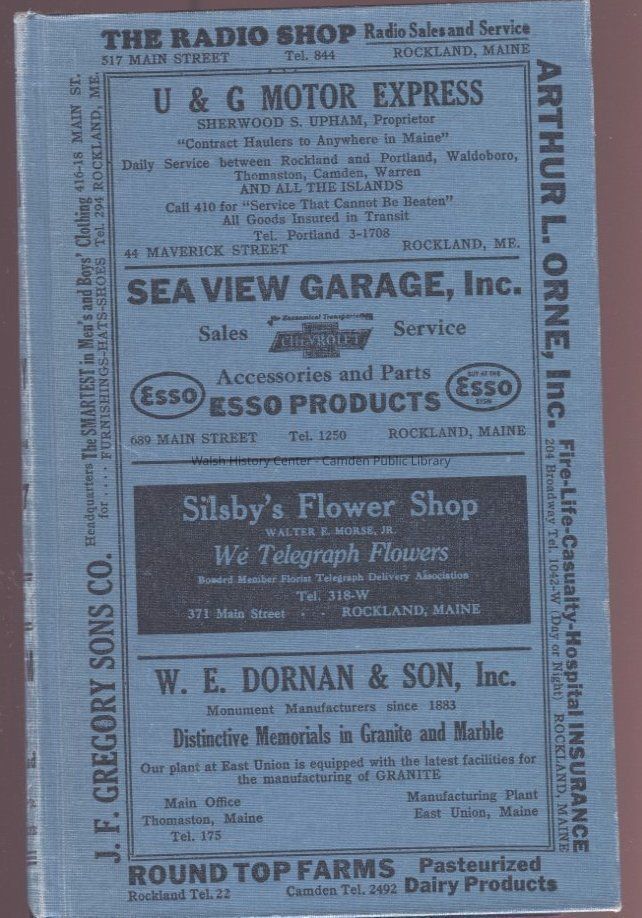 THE RADIO SHOP Radio Sales and Service
517 MAIN STREET Tel. 844 ROCKLAND, MAINE
U & G MOTOR EXPRESS
SHERWOOD S. UPHAM, Proprietor
"Contract Haulers to Anywhere in Maine"
Daily Service between Rockland and Portland, Waldoboro,
Thomaston, Camden, Warren
AND ALL THE ISLANDS
Call 410 for "Service That Cannot Be Beaten"
All Goods Insured in Transit
Tel. Portland 3-1708
44 MAVERICK STREET ROCKLAND, ME.
SEA VIEW GARAGE, Inc.
Sales for Economical Transportation CHEVROLET Service
Accessories and Parts
Esso ESSO PRODUCTS BUY AT THE Esso SIGN
689 MAIN STREET Tel. 1250 ROCKLAND, MAINE
Walsh History Center - Camden Public Library
Silsby's Flower Shop
WALTER E. MORSE, JR.
We Telegraph Flowers
Bonded Member Florist Telegraph Delivery Association
Tel. 318-W
371 Main Street · · · ROCKLAND, MAINE
W. E. DORNAN & SON, Inc.
Monument Manufacturers since 1883
Distinctive Memorials in Granite and Marble
Our plant at East Union is equipped with the latest facilities for
the manufacturing of GRANITE
Main Office Manufacturing Plant
Thomaston, Maine East Union, Maine
Tel. 175
ROUND TOP FARMS Pasteurized
Rockland Tel. 22 Camden Tel. 2492 Dairy Products
J. F. GREGORY SONS CO. Headquarters The SMARTEST in Men's and Boys' Clothing 416-18 MAIN ST.
for . . . . FURNISHINGS-HATS-SHOES Tel. 294 ROCKLAND, ME.
ARTHUR L. ORNE, Inc. Fire-Life-Casualty-Hospital INSURANCE
204 Broadway Tel. 1042-W (Day or Night) ROCKLAND, MAINE